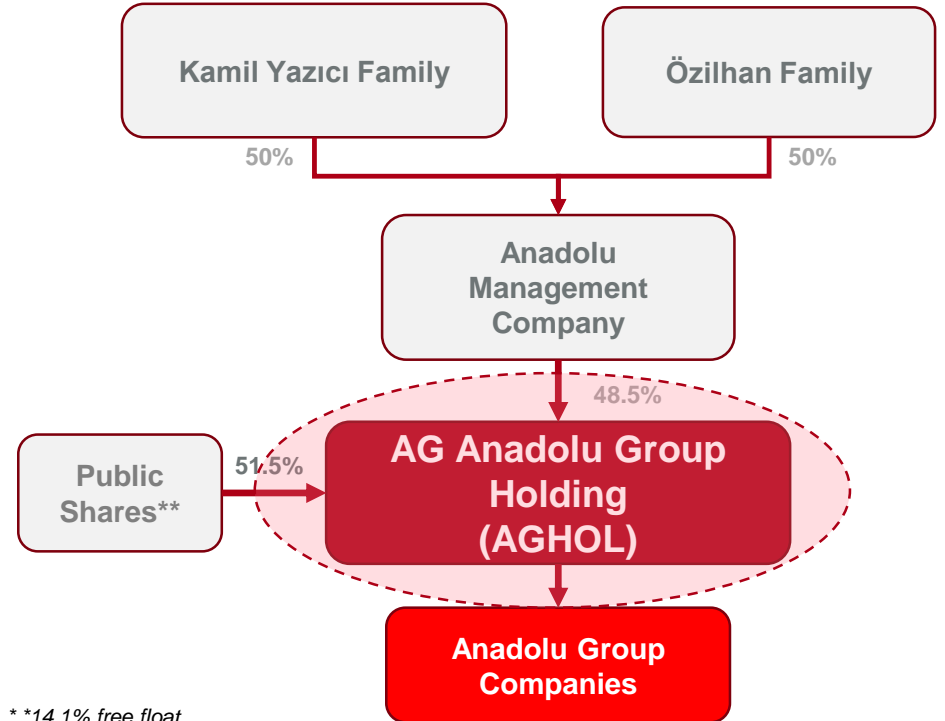 Kamil Yazıcı Family
Özilhan Family
50%
50%
Anadolu
Management
Company
48.5%
Public
Shares**
51.5%
AG Anadolu Group
Holding
(AGHOL)
Anadolu Group
Companies
* *14.1% free float